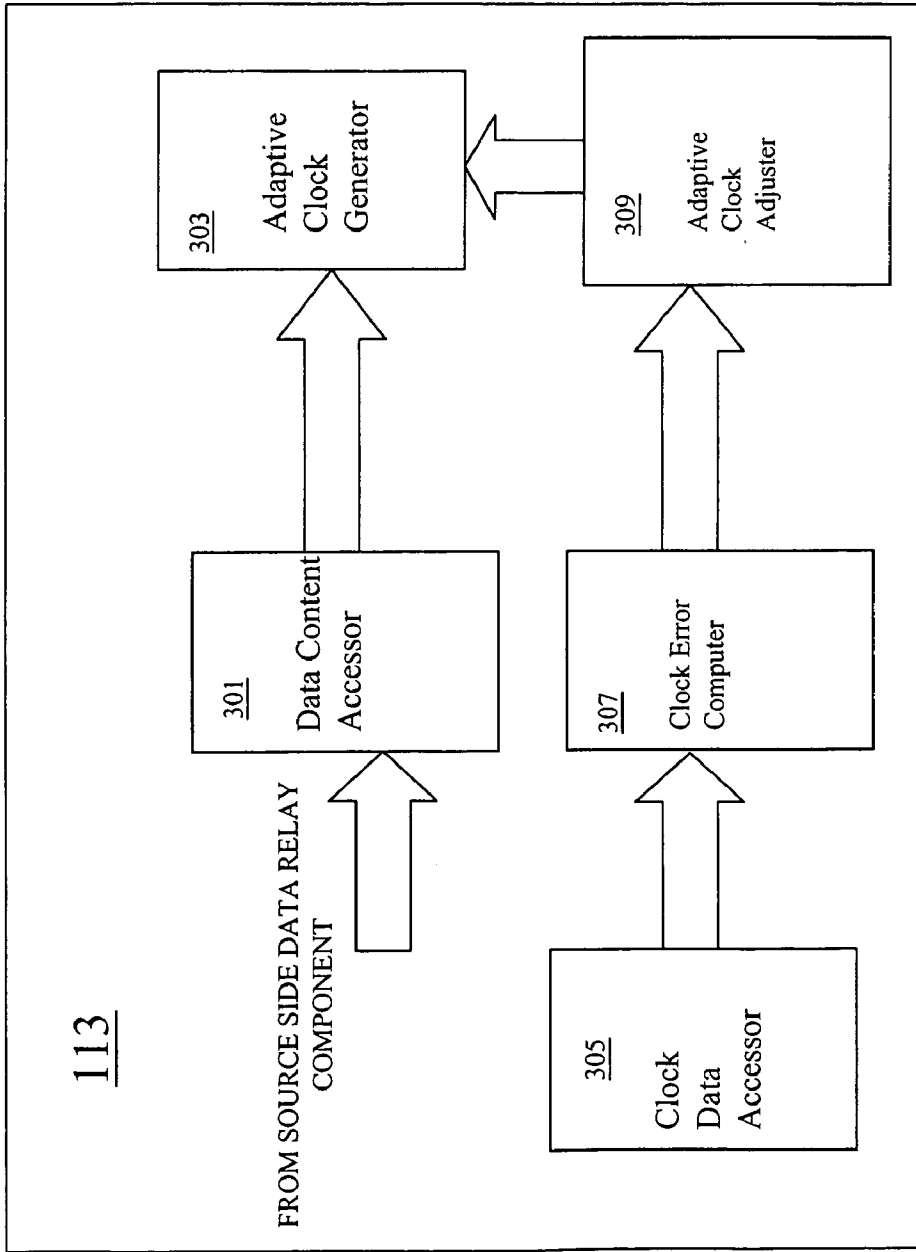 113
FROM SOURCE SIDE DATA RELAY
COMPONENT
301
Data Content
Accessor
303
Adaptive
Clock
Generator
305
Clock
Data
Accessor
307
Clock Error
Computer
309
Adaptive
Clock
Adjuster